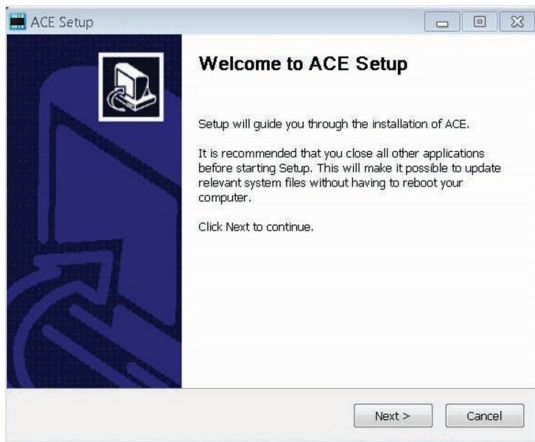 ACE Setup
Welcome to ACE Setup
Setup will guide you through the installation of ACE.
It is recommended that you close all other applications
before starting Setup. This will make it possible to update
relevant system files without having to reboot your
computer.
Click Next to continue.
Next >
Cancel